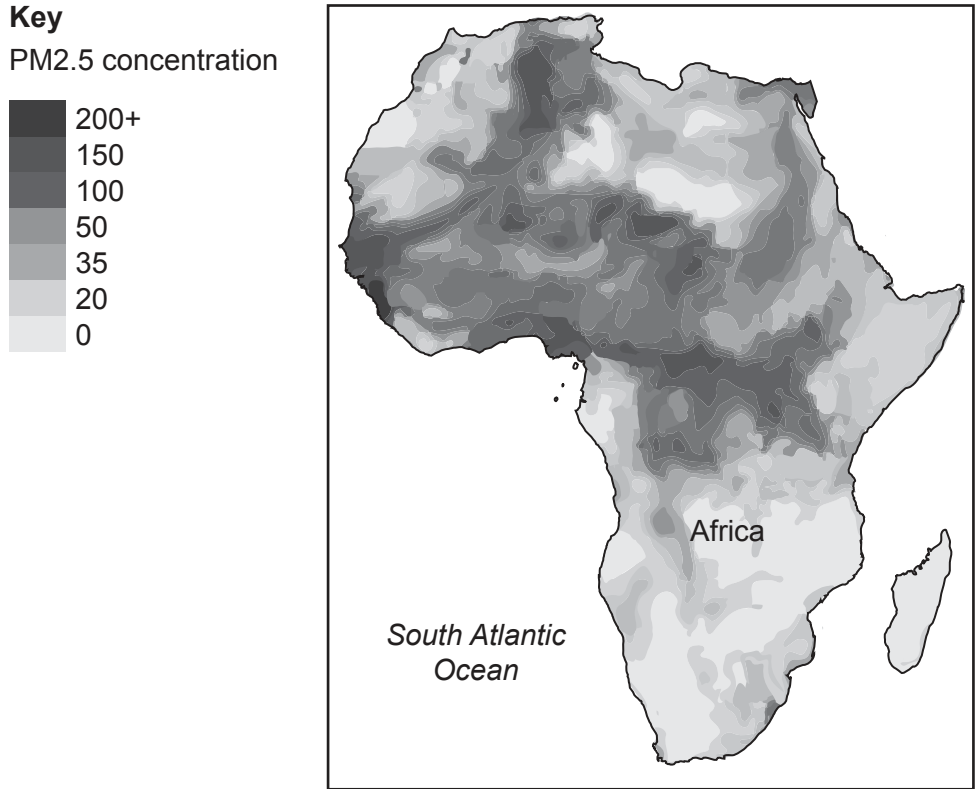 Key
PM2.5 concentration
200+
150
100
50
35
20
0
Africa
South Atlantic
Ocean